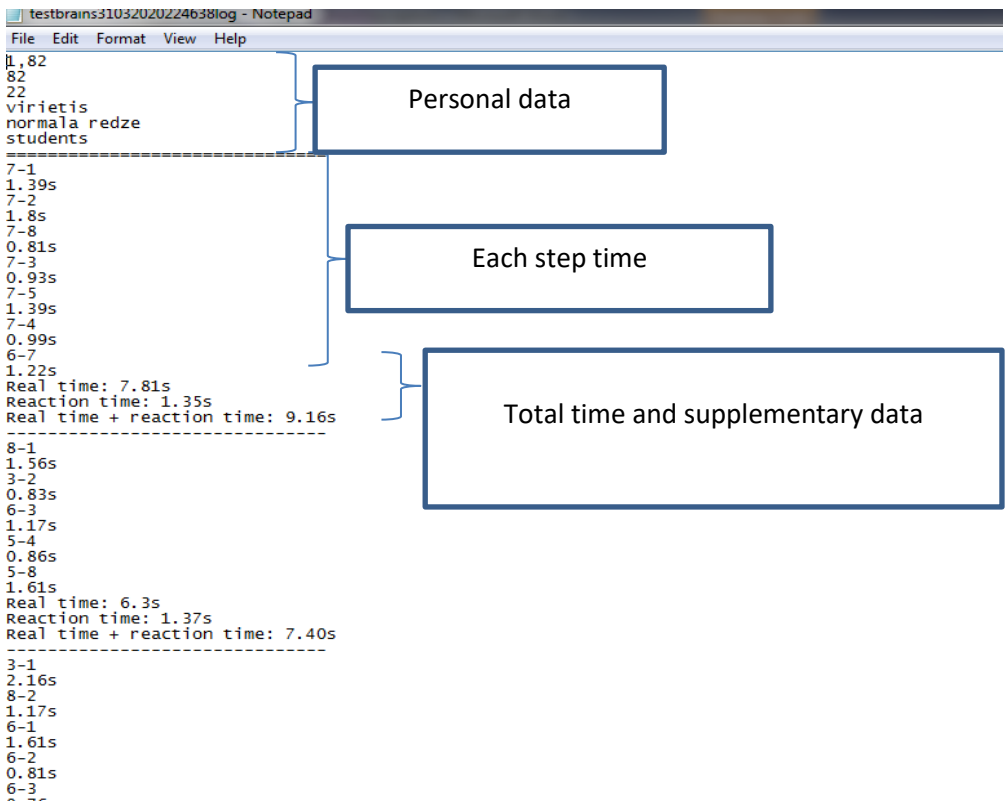 testbrains31032020224638log - Notepad
File Edit Format View Help
1,82
82
22
virietis
normala redze
students
================================
7-1
1.39s
7-2
1.8s
7-8
0.81s
7-3
0.93s
7-5
1.39s
7-4
0.99s
6-7
1.22s
Real time: 7.81s
Reaction time: 1.35s
Real time + reaction time: 9.16s
--------------------------------
8-1
1.56s
3-2
0.83s
6-3
1.17s
5-4
0.86s
5-8
1.61s
Real time: 6.3s
Reaction time: 1.37s
Real time + reaction time: 7.40s
--------------------------------
3-1
2.16s
8-2
1.17s
6-1
1.61s
6-2
0.81s
6-3
Personal data
Each step time
Total time and supplementary data